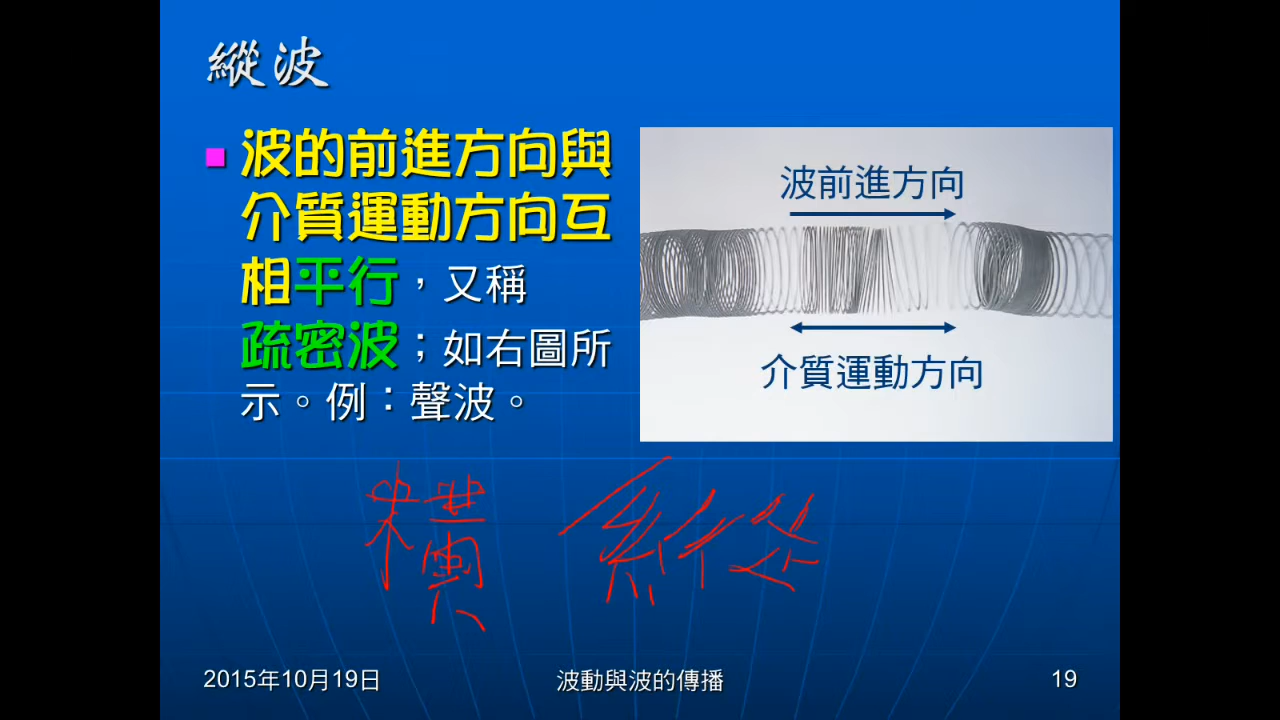 縱波
波的前進方向與
介質運動方向互
相平行，又稱
疏密波；如右圖所
示。例：聲波。
波前進方向
介質運動方向
橫 縱
2015年10月19日 波動與波的傳播 19